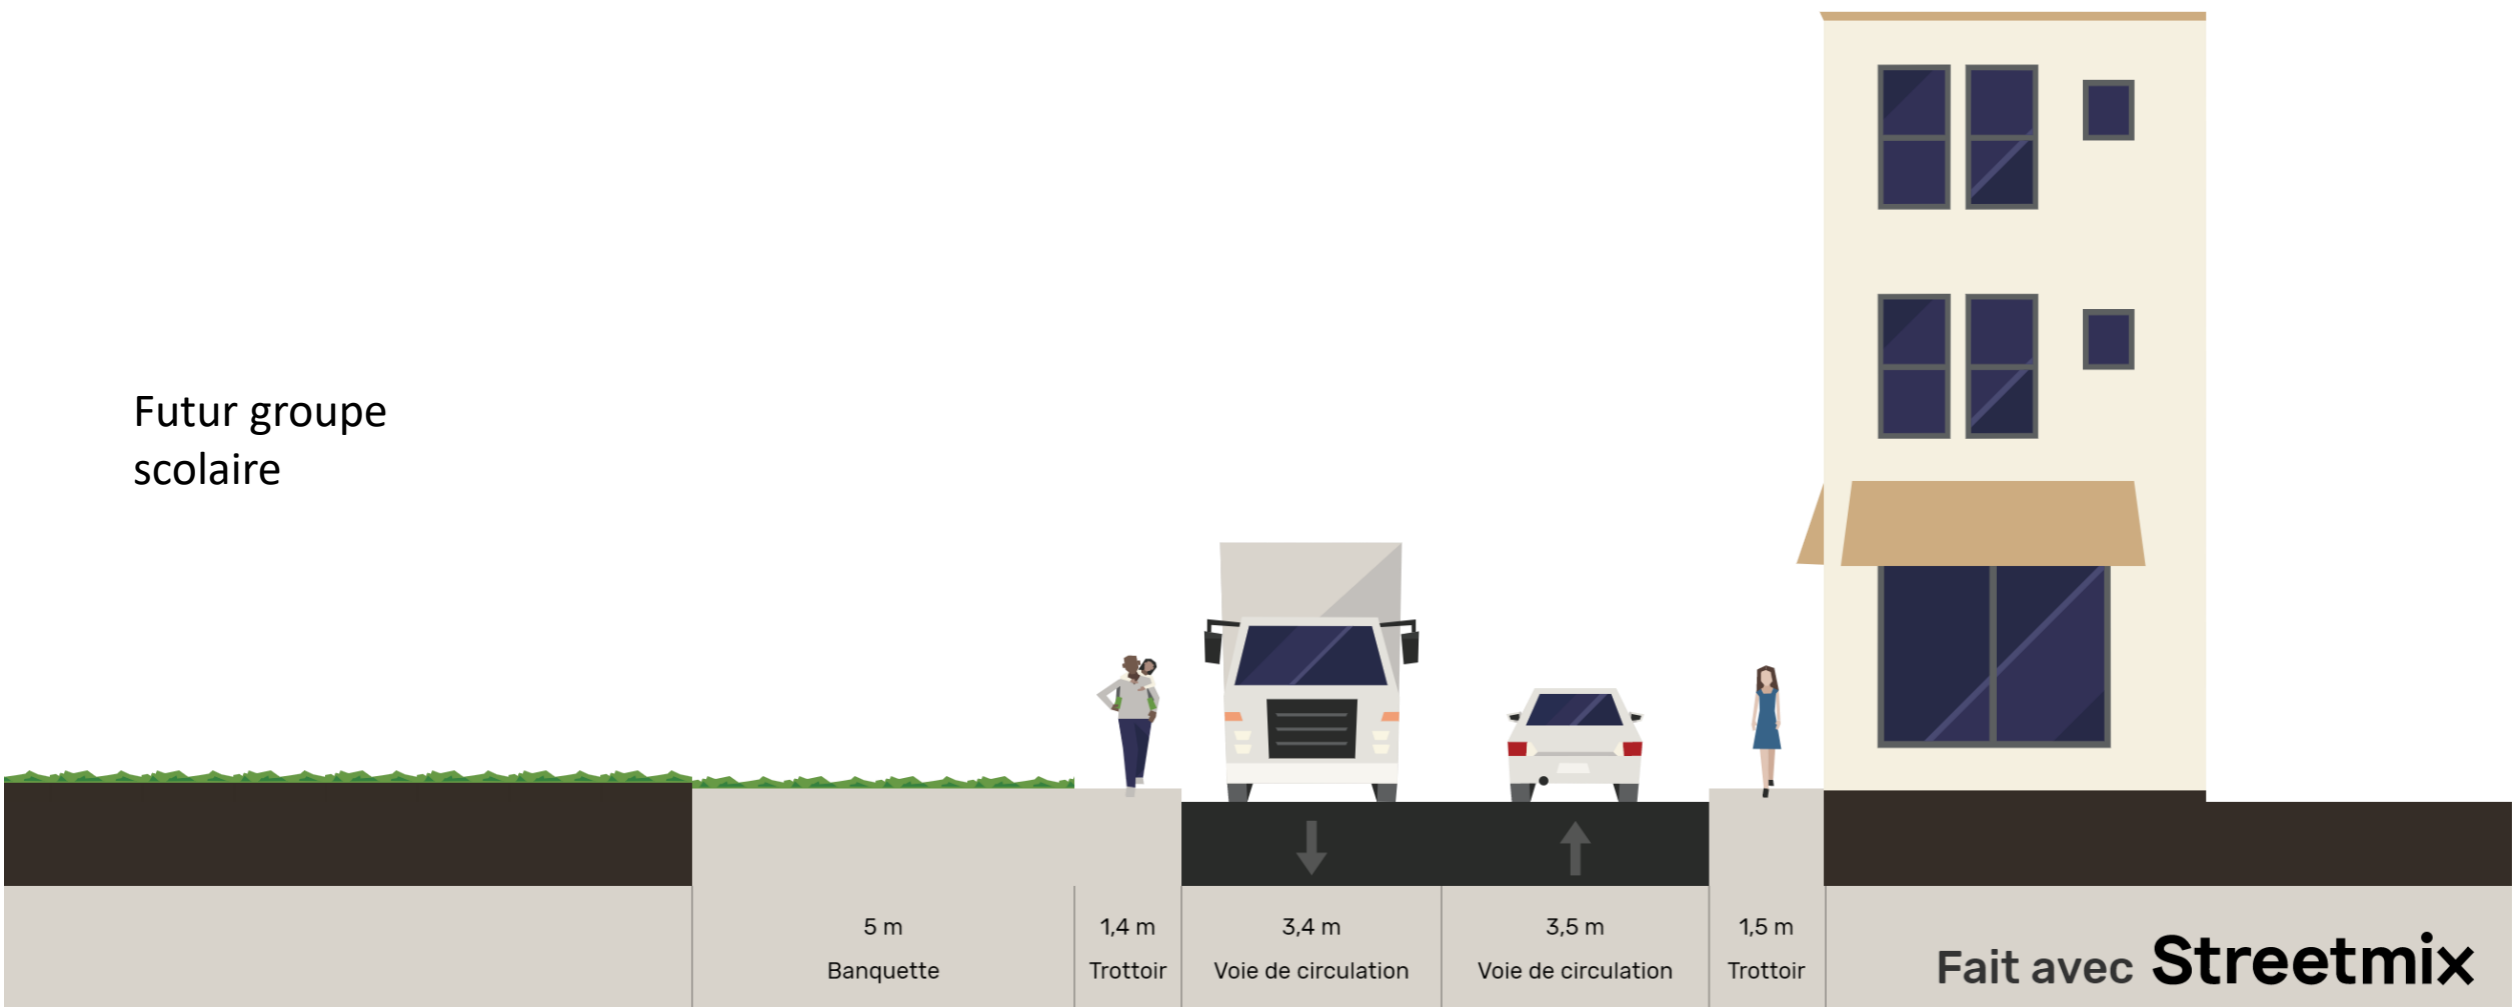 Futur groupe
scolaire
5 m
Banquette
1,4 m
Trottoir
3,4 m
Voie de circulation
3,5 m
Voie de circulation
1,5 m
Trottoir
Fait avec Streetmix